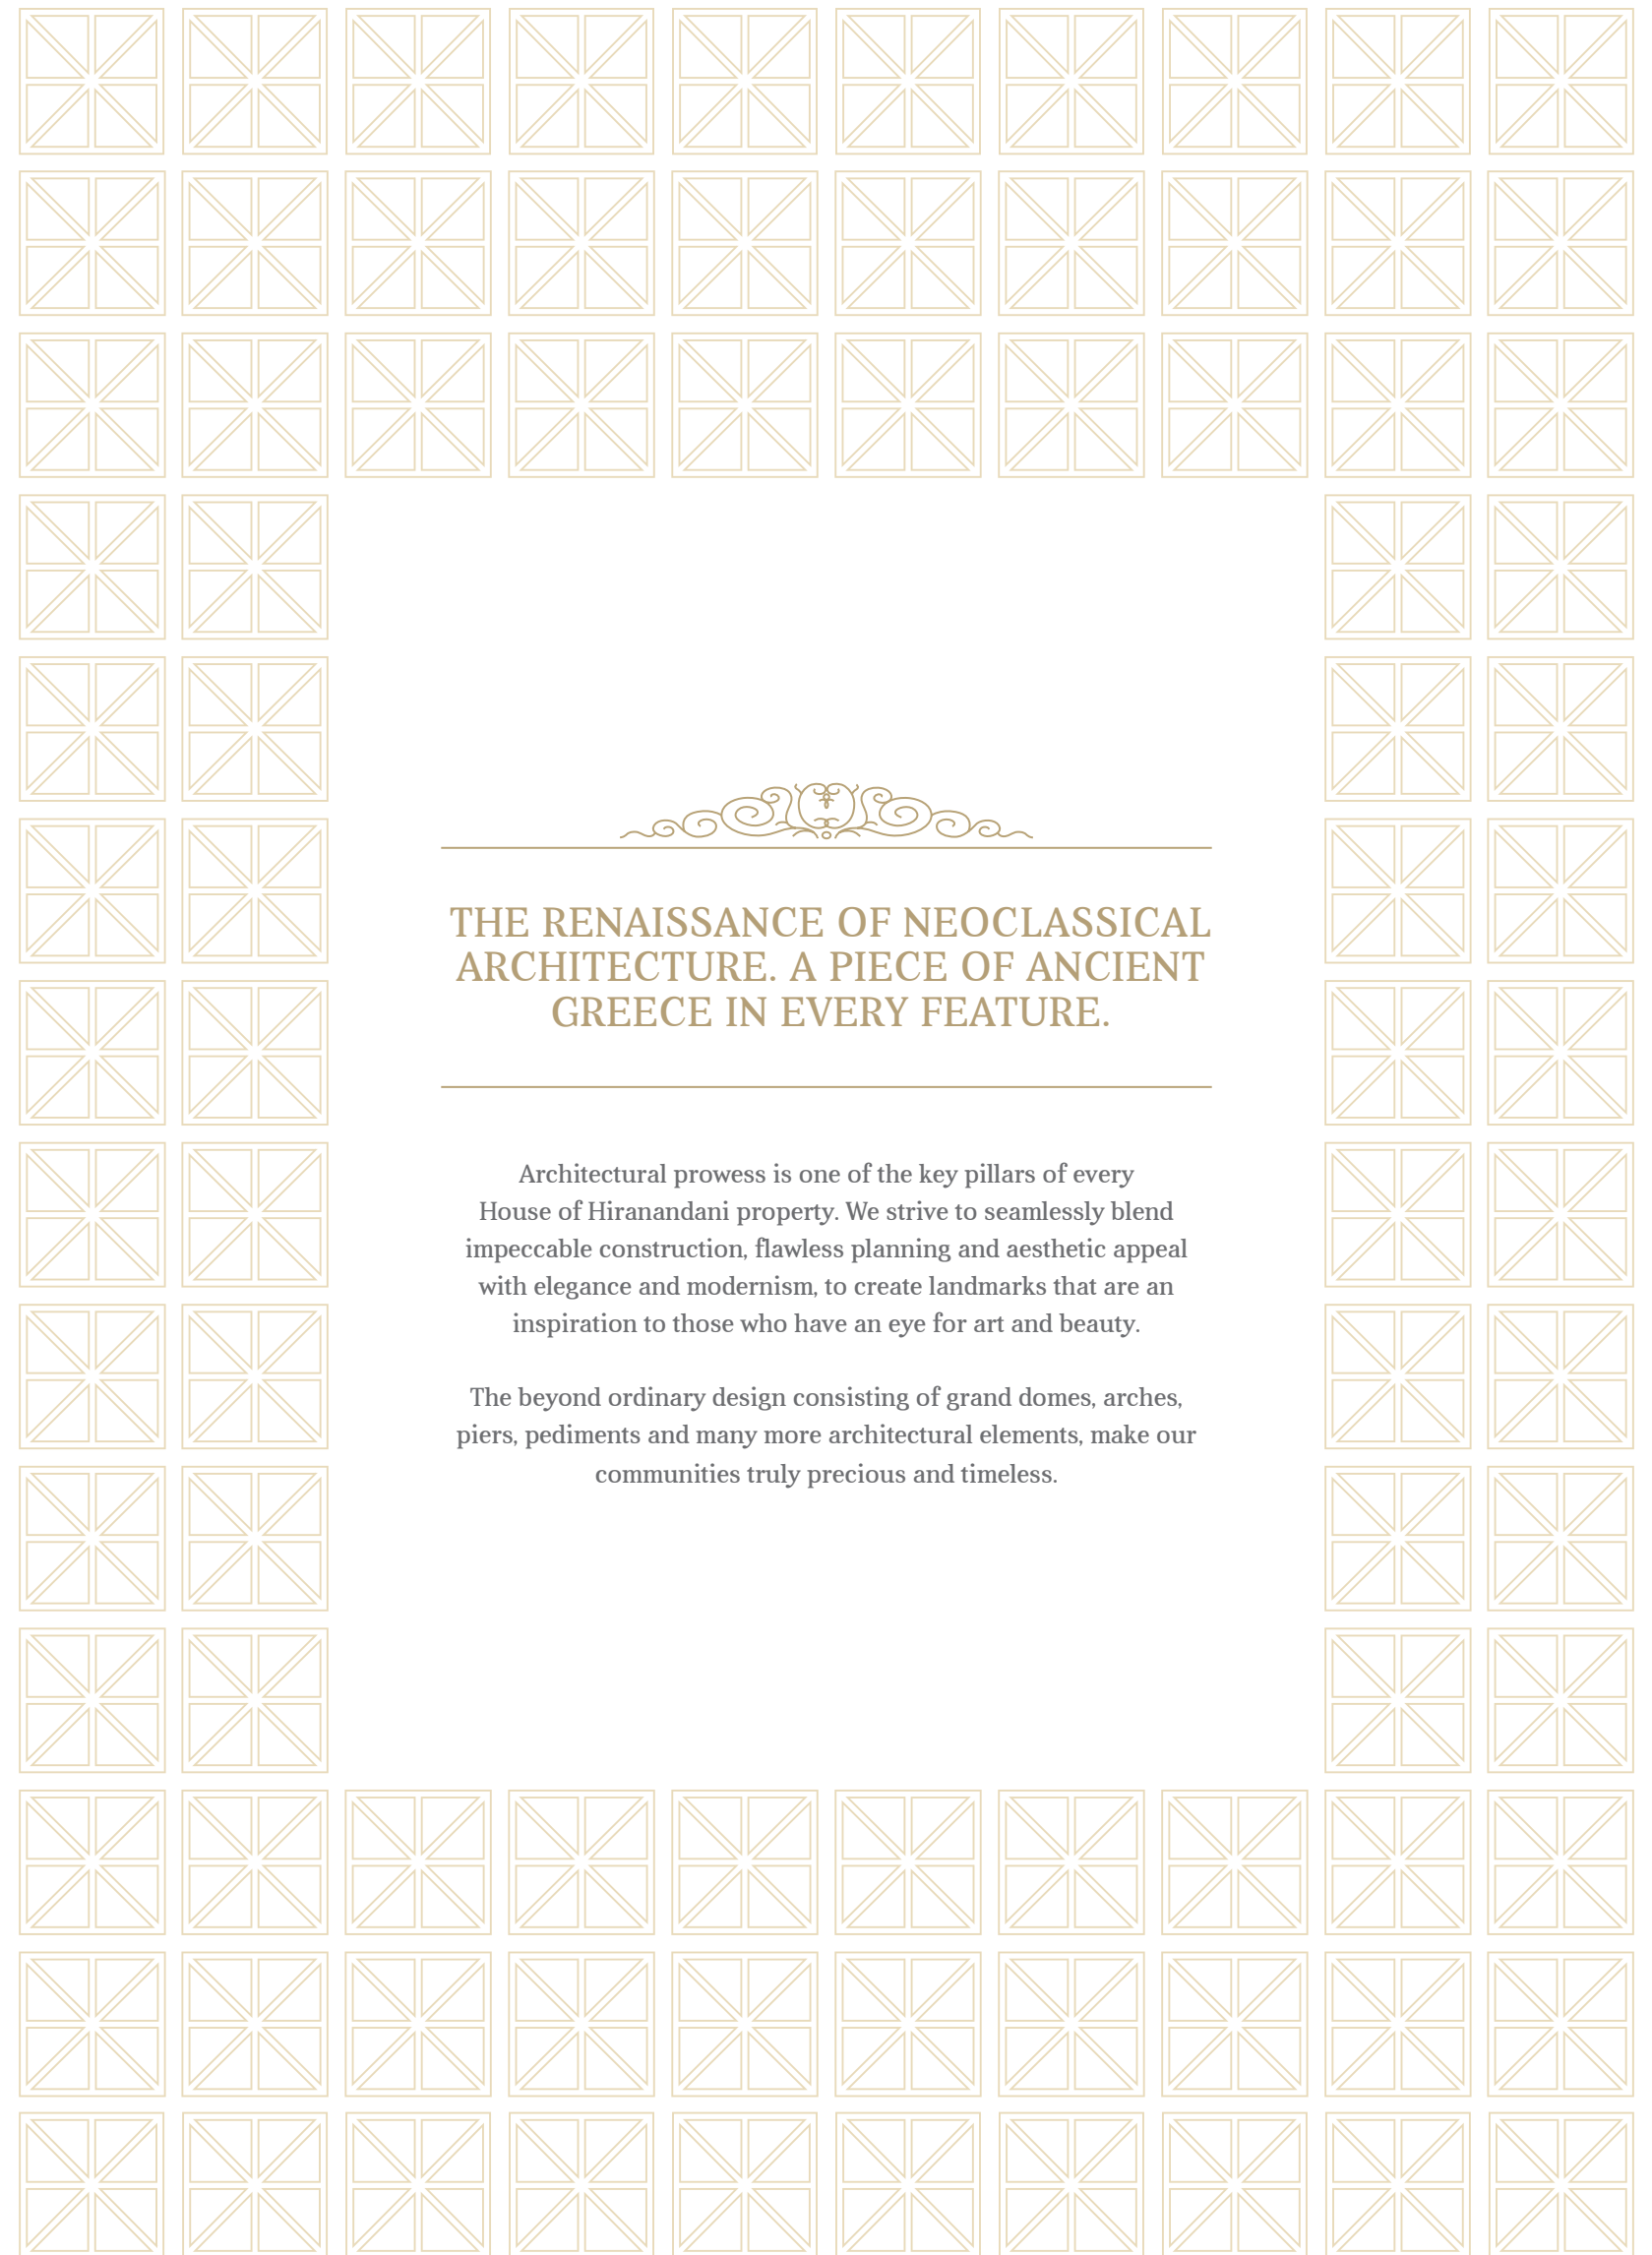 THE RENAISSANCE OF NEOCLASSICAL
ARCHITECTURE. A PIECE OF ANCIENT
GREECE IN EVERY FEATURE.
Architectural prowess is one of the key pillars of every
House of Hiranandani property. We strive to seamlessly blend
impeccable construction, flawless planning and aesthetic appeal
with elegance and modernism, to create landmarks that are an
inspiration to those who have an eye for art and beauty.
The beyond ordinary design consisting of grand domes, arches,
piers, pediments and many more architectural elements, make our
communities truly precious and timeless.